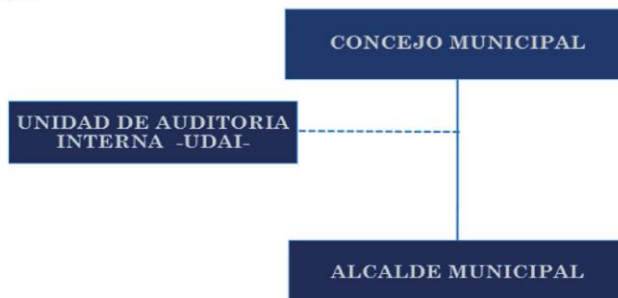 CONCEJO MUNICIPAL
UNIDAD DE AUDITORIA
INTERNA -UDAI-
ALCALDE MUNICIPAL